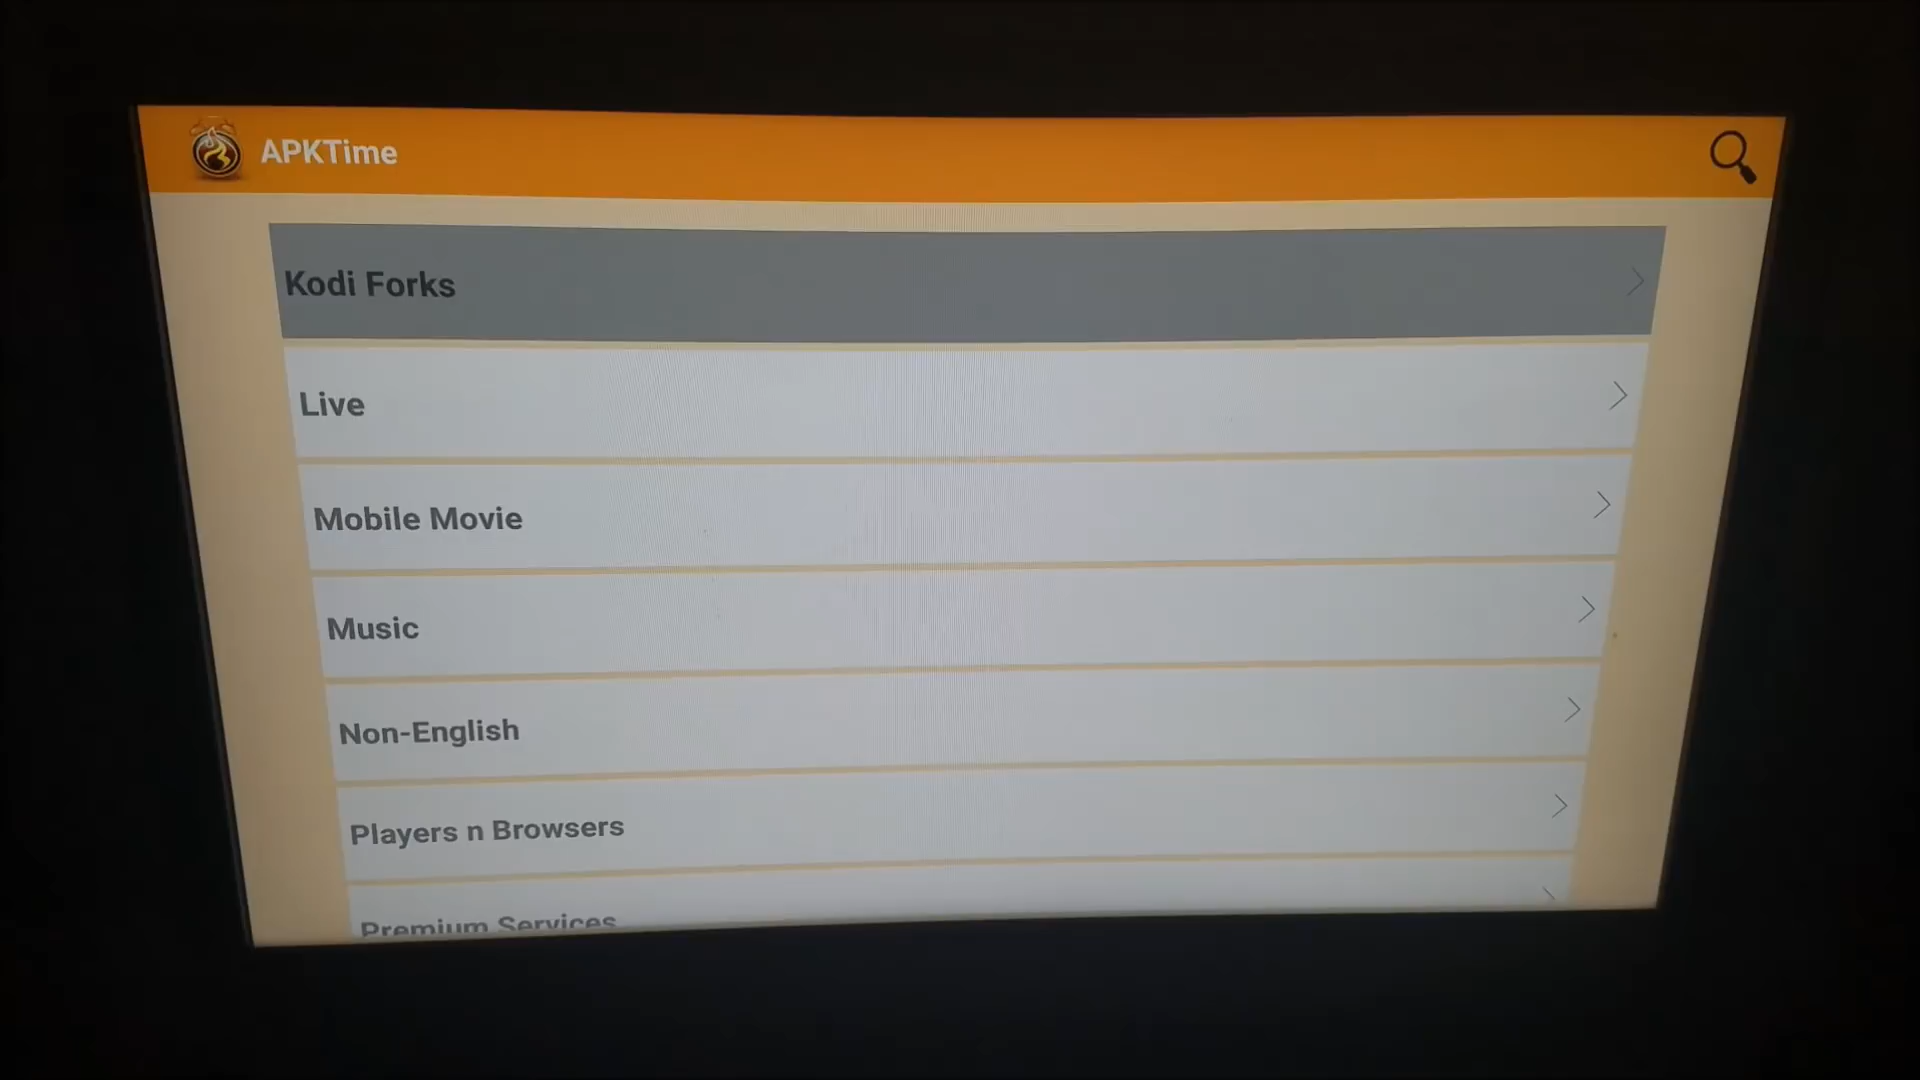 APKTime
Kodi Forks
Live
Mobile Movie
Music
Non-English
Players n Browsers
Premium Services